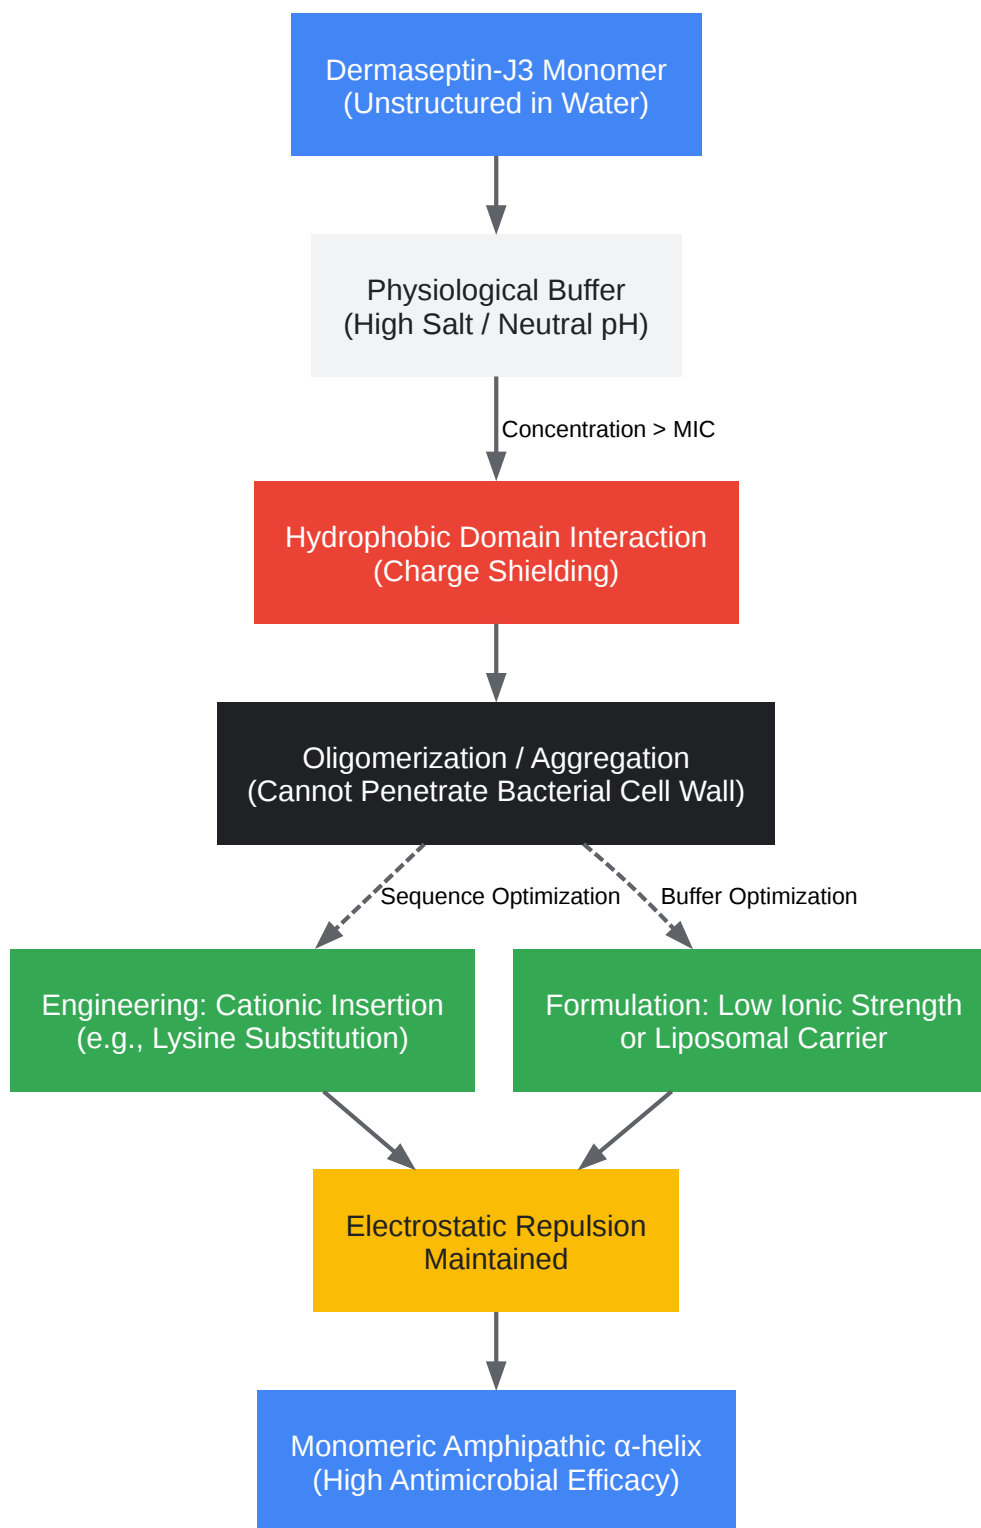 Dermaseptin-J3 Monomer
(Unstructured in Water)
Physiological Buffer
(High Salt / Neutral pH)
Concentration > MIC
Hydrophobic Domain Interaction
(Charge Shielding)
Oligomerization / Aggregation
(Cannot Penetrate Bacterial Cell Wall)
Sequence Optimization
Buffer Optimization
Engineering: Cationic Insertion
(e.g., Lysine Substitution)
Formulation: Low Ionic Strength
or Liposomal Carrier
Electrostatic Repulsion
Maintained
Monomeric Amphipathic α-helix
(High Antimicrobial Efficacy)